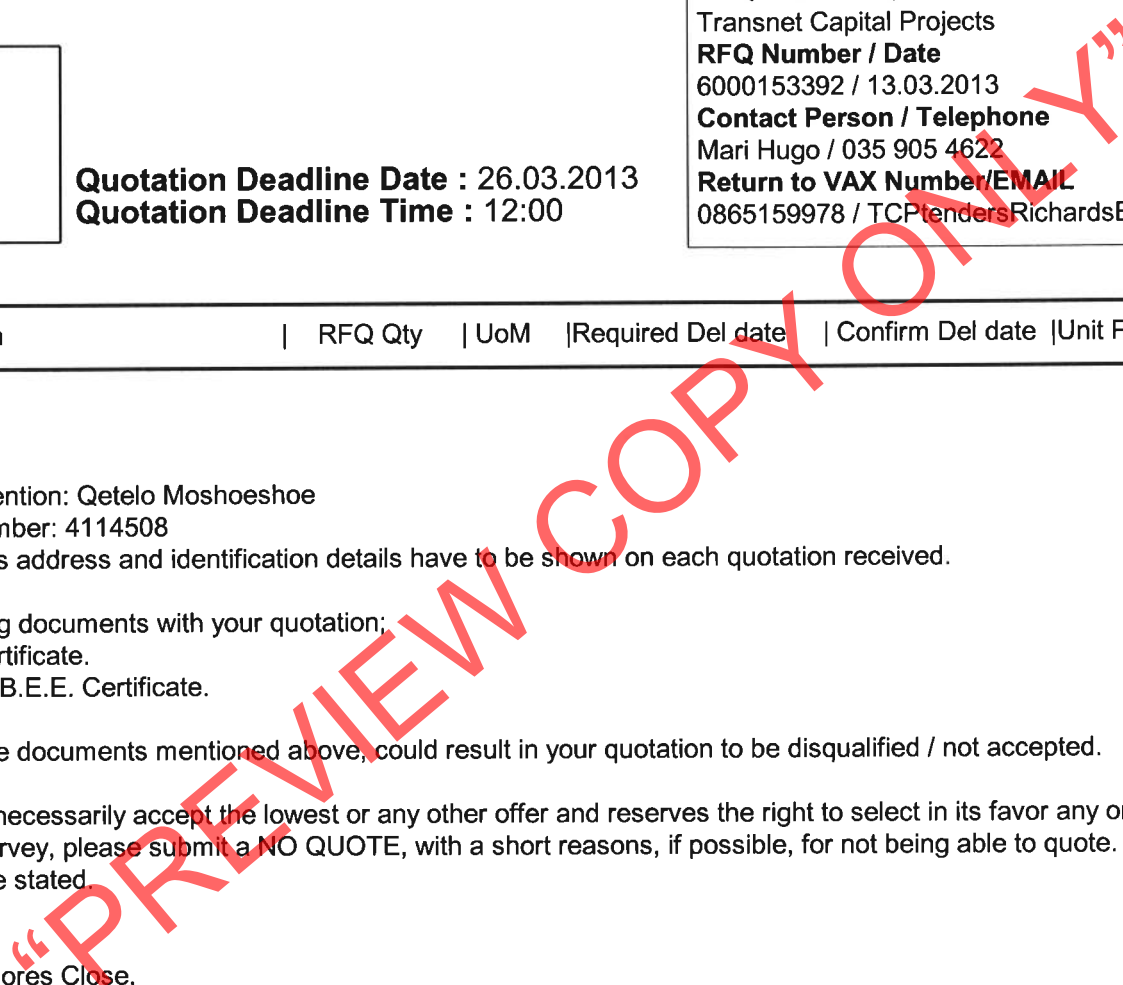 Transnet Capital Projects
RFQ Number / Date
6000153392 / 13.03.2013
Contact Person / Telephone
Mari Hugo / 035 905 4622
Return to VAX Number/EMAIL
0865159978 / TCPtendersRichardsB
Quotation Deadline Date : 26.03.2013
Quotation Deadline Time : 12:00
| RFQ Qty | UoM |Required Del date | Confirm Del date |Unit P
ention: Qetelo Moshoeshoe
mber: 4114508
s address and identification details have to be shown on each quotation received.
g documents with your quotation;
rtificate.
B.E.E. Certificate.
e documents mentioned above, could result in your quotation to be disqualified / not accepted.
necessarily accept the lowest or any other offer and reserves the right to select in its favor any or
rvey, please submit a NO QUOTE, with a short reasons, if possible, for not being able to quote.
e stated.
ores Close.
“PREVIEW COPY ONLY”